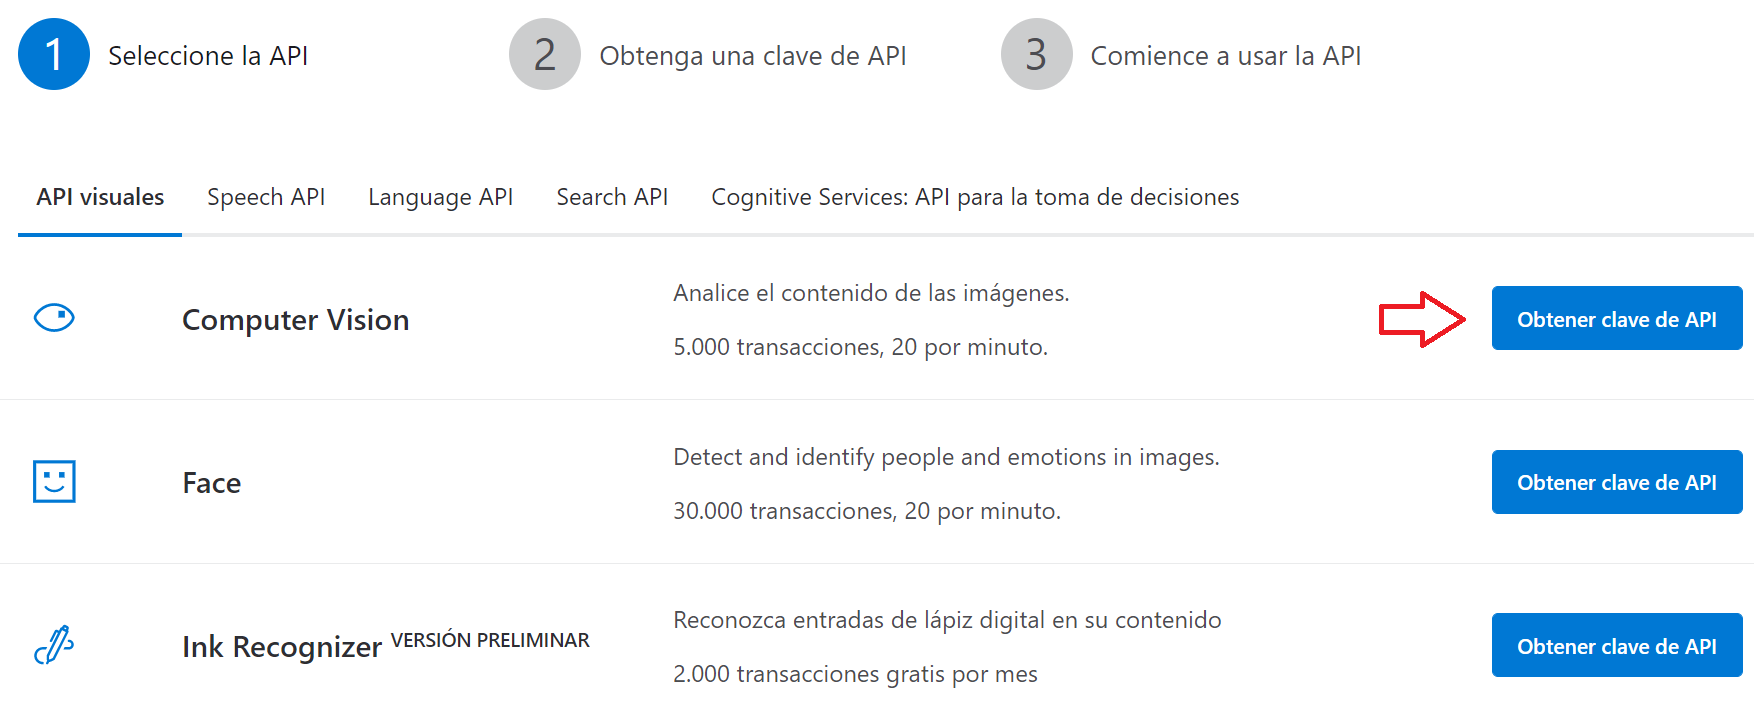 1 Seleccione la API 2 Obtenga una clave de API 3 Comience a usar la API
API visuales Speech API Language API Search API Cognitive Services: API para la toma de decisiones
Computer Vision
Analice el contenido de las imágenes.
5.000 transacciones, 20 por minuto.
Obtener clave de API
Face
Detect and identify people and emotions in images.
30.000 transacciones, 20 por minuto.
Obtener clave de API
Ink Recognizer VERSIÓN PRELIMINAR
Reconozca entradas de lápiz digital en su contenido
2.000 transacciones gratis por mes
Obtener clave de API